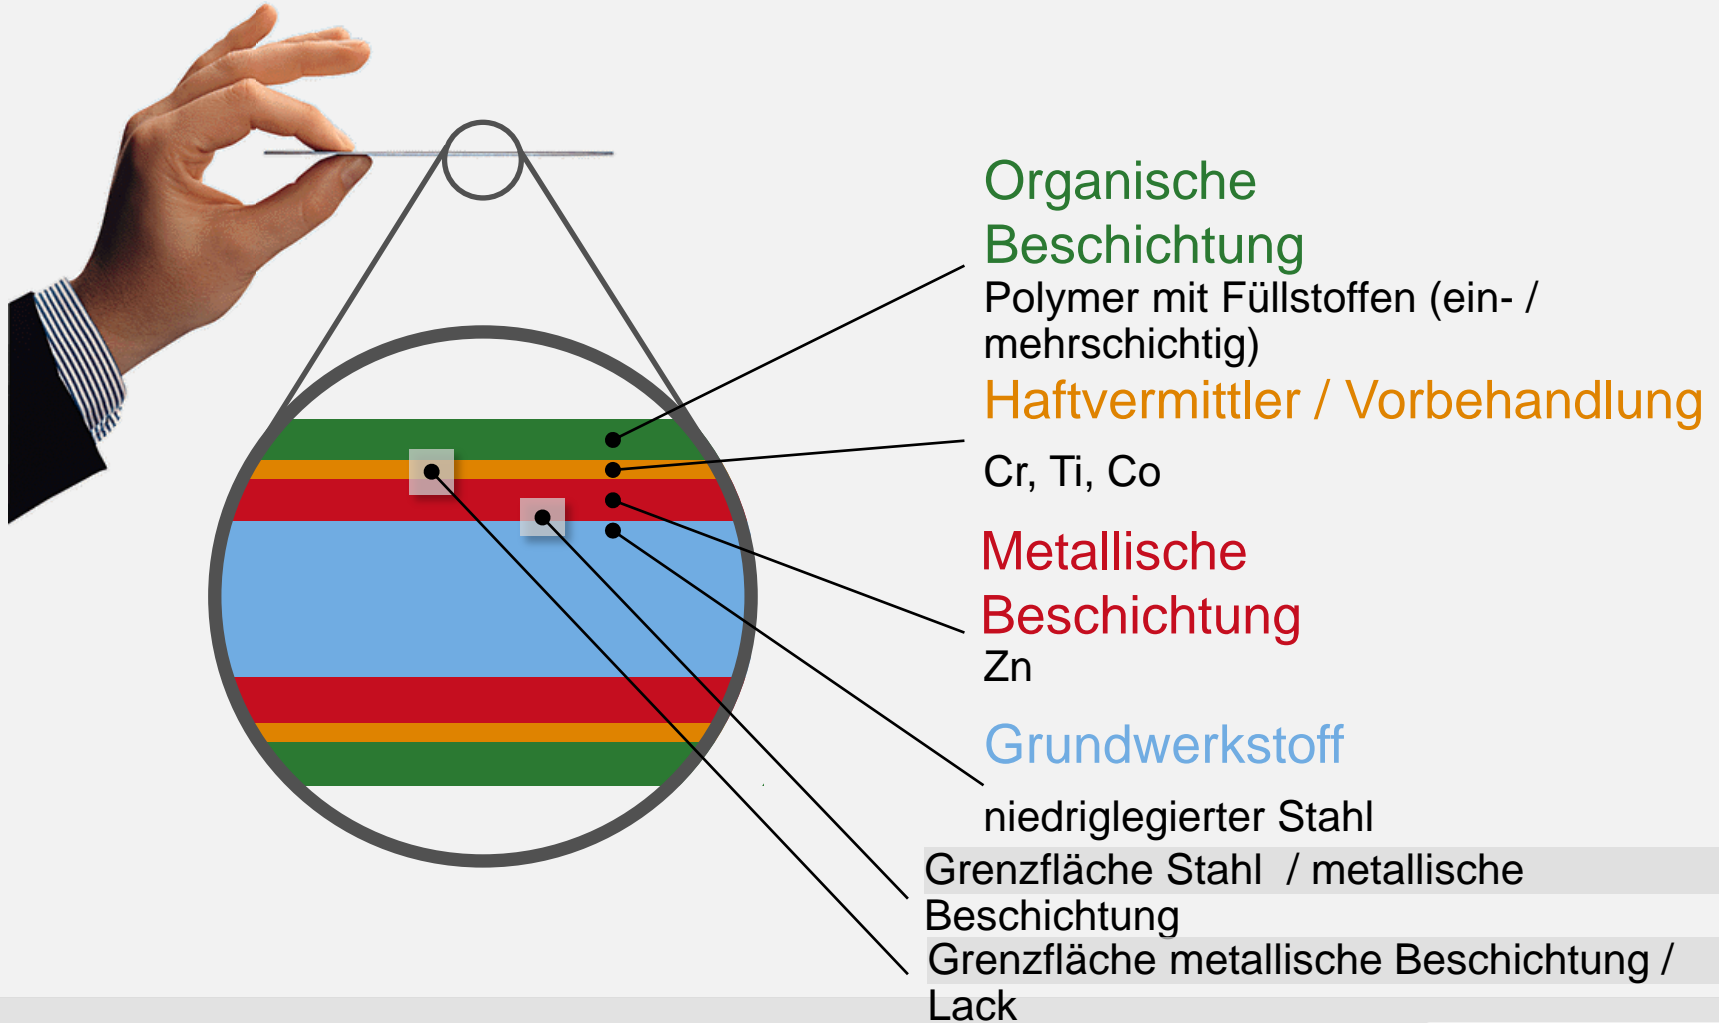 Organische
Beschichtung
Polymer mit Füllstoffen (ein- /
mehrschichtig)
Haftvermittler / Vorbehandlung
Cr, Ti, Co
Metallische
Beschichtung
Zn
Grundwerkstoff
niedriglegierter Stahl
Grenzfläche Stahl / metallische
Beschichtung
Grenzfläche metallische Beschichtung /
Lack